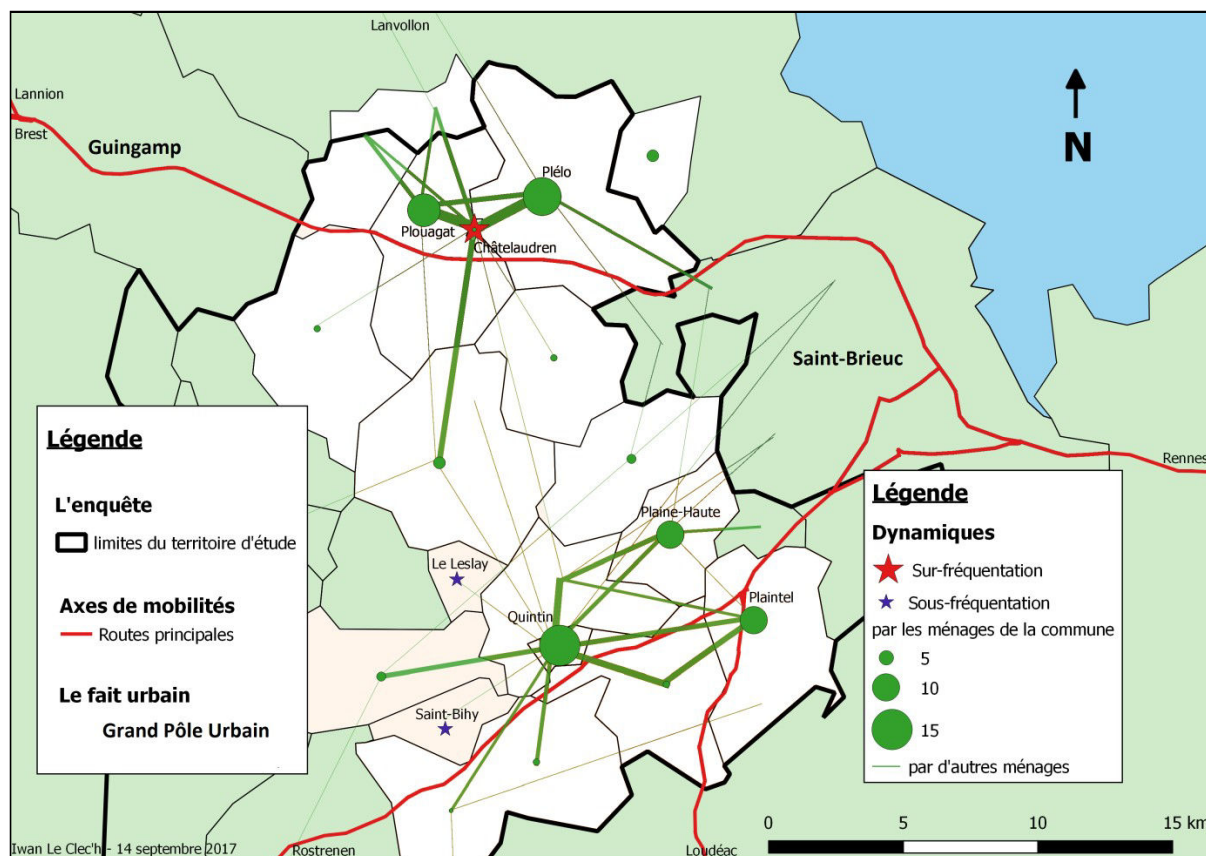 Lanvollon
Lannion
Brest
Guingamp
N
Plélo
Plouagat
Châtelaudren
Saint-Brieuc
Rennes
Légende
L'enquête
limites du territoire d'étude
Axes de mobilités
Routes principales
Le fait urbain
Grand Pôle Urbain
Plaine-Haute
Le Leslay
Quintin
Plaintel
Saint-Bihy
Légende
Dynamiques
Sur-fréquentation
Sous-fréquentation
par les ménages de la commune
5
10
15
par d'autres ménages
0 5 10 15 km
Iwan Le Clec'h - 14 septembre 2017
Rostrenen
Loudéac